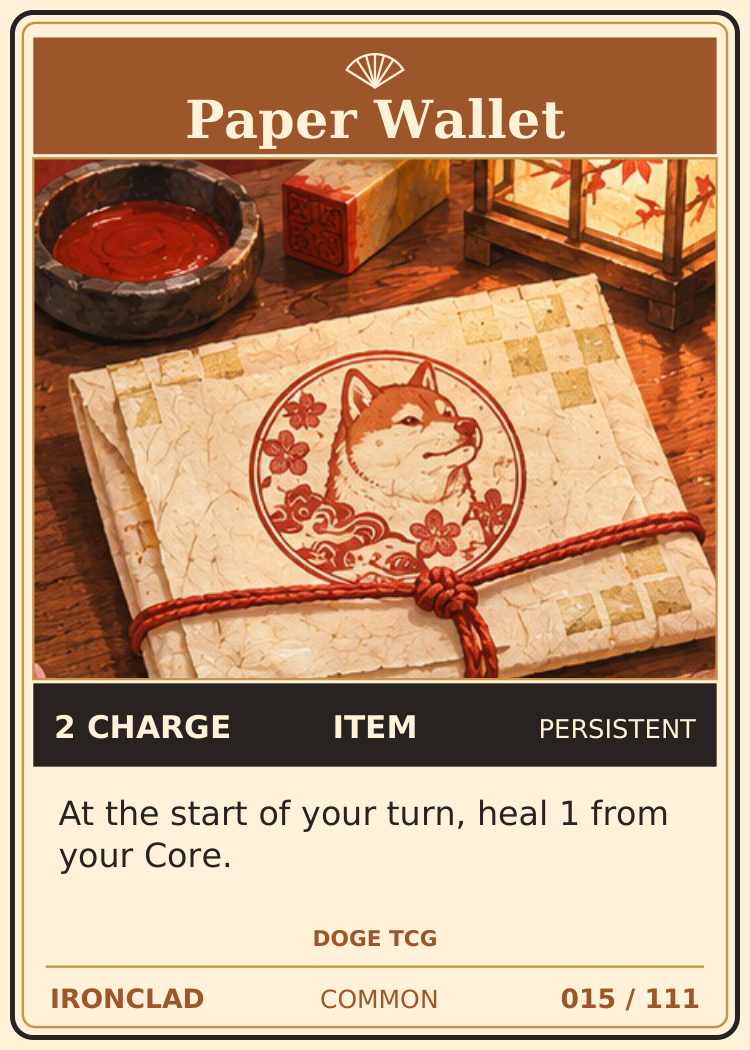 Paper Wallet
2 CHARGE ITEM PERSISTENT
At the start of your turn, heal 1 from
your Core.
DOGE TCG
IRONCLAD COMMON 015 / 111